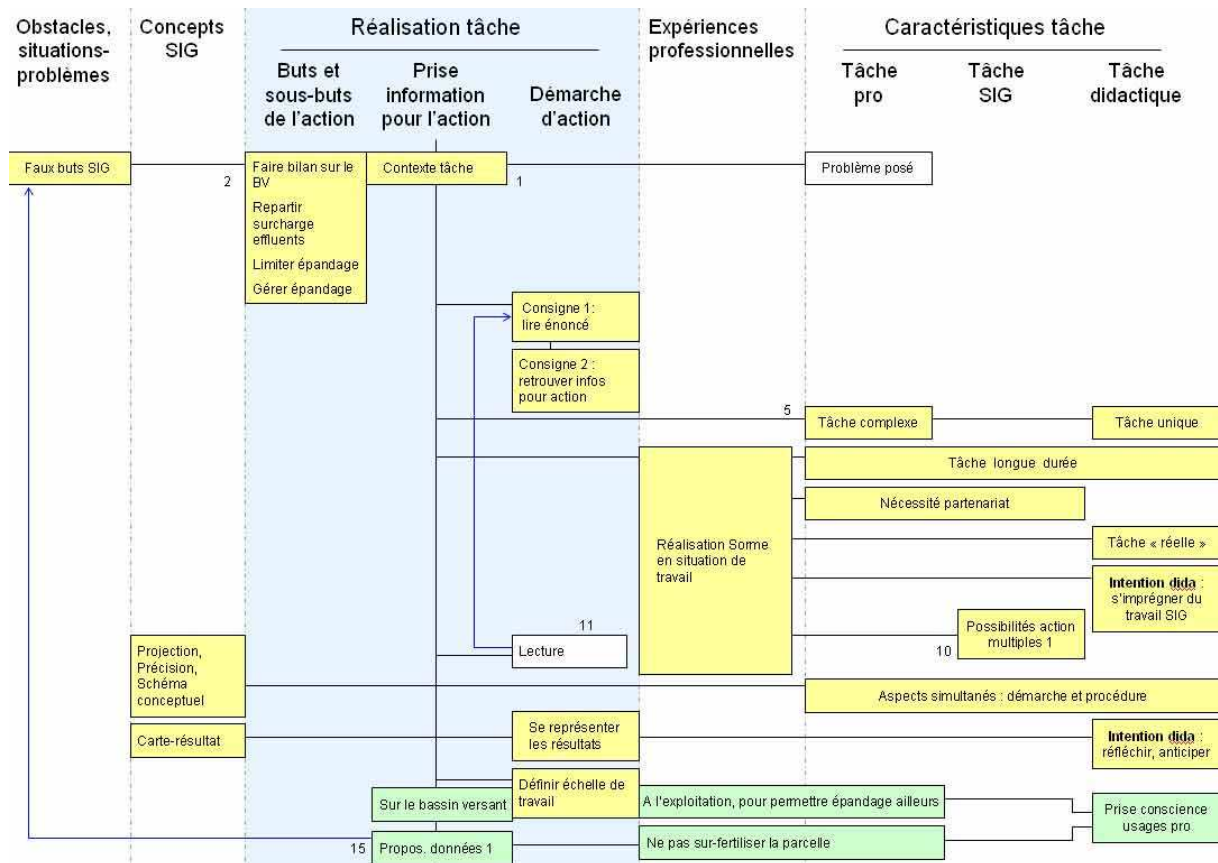 Obstacles,
situations-
problèmes
Concepts
SIG
Réalisation tâche
Expériences
professionnelles
Caractéristiques tâche
Buts et
sous-buts
de l'action
Prise
information
pour l'action
Démarche
d'action
Tâche
pro
Tâche
SIG
Tâche
didactique
Faux buts SIG
2
Faire bilan sur le
BV
Repartir
surcharge
effluents
Limiter épandage
Gérer épandage
Contexte tâche
1
Problème posé
Consigne 1:
lire énoncé
Consigne 2 :
retrouver infos
pour action
5
Tâche complexe
Tâche unique
Tâche longue durée
Nécessité partenariat
Réalisation Sorme
en situation de
travail
Tâche « réelle »
Intention dida :
s'imprégner du
travail SIG
Possibilités action
multiples 1
10
11
Lecture
Projection,
Précision,
Schéma
conceptuel
Aspects simultanés : démarche et procédure
Carte-résultat
Se représenter
les résultats
Intention dida :
réfléchir, anticiper
Définir échelle de
travail
Sur le bassin versant
A l'exploitation, pour permettre épandage ailleurs
Prise conscience
usages pro
15
Propos. données 1
Ne pas sur-fertiliser la parcelle